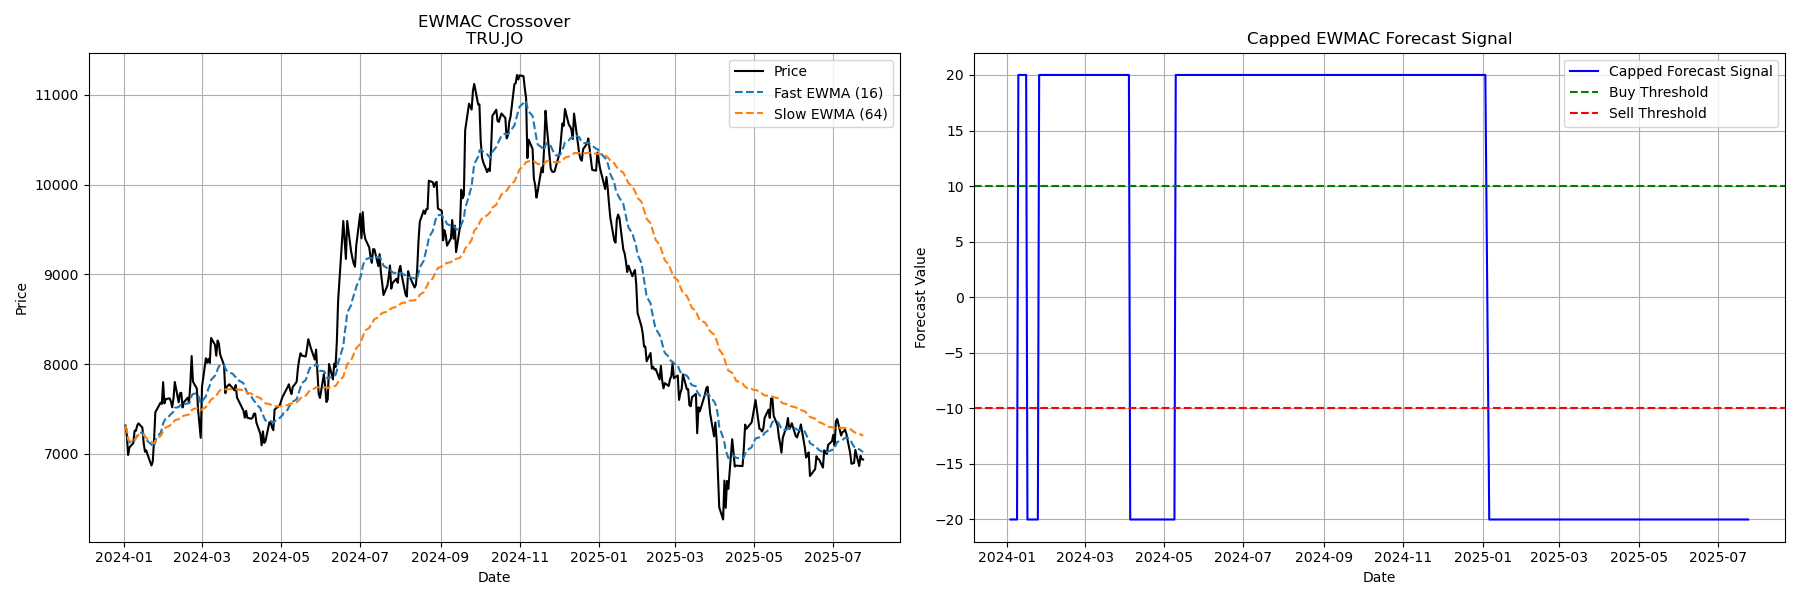 EWMAC Crossover
TRU.JO
Price
Fast EWMA (16)
Slow EWMA (64)
11000
10000
9000
8000
7000
Price
2024-01 2024-03 2024-05 2024-07 2024-09 2024-11 2025-01 2025-03 2025-05 2025-07
Date
Capped EWMAC Forecast Signal
Capped Forecast Signal
Buy Threshold
Sell Threshold
20
15
10
5
0
−5
−10
−15
−20
Forecast Value
2024-01 2024-03 2024-05 2024-07 2024-09 2024-11 2025-01 2025-03 2025-05 2025-07
Date